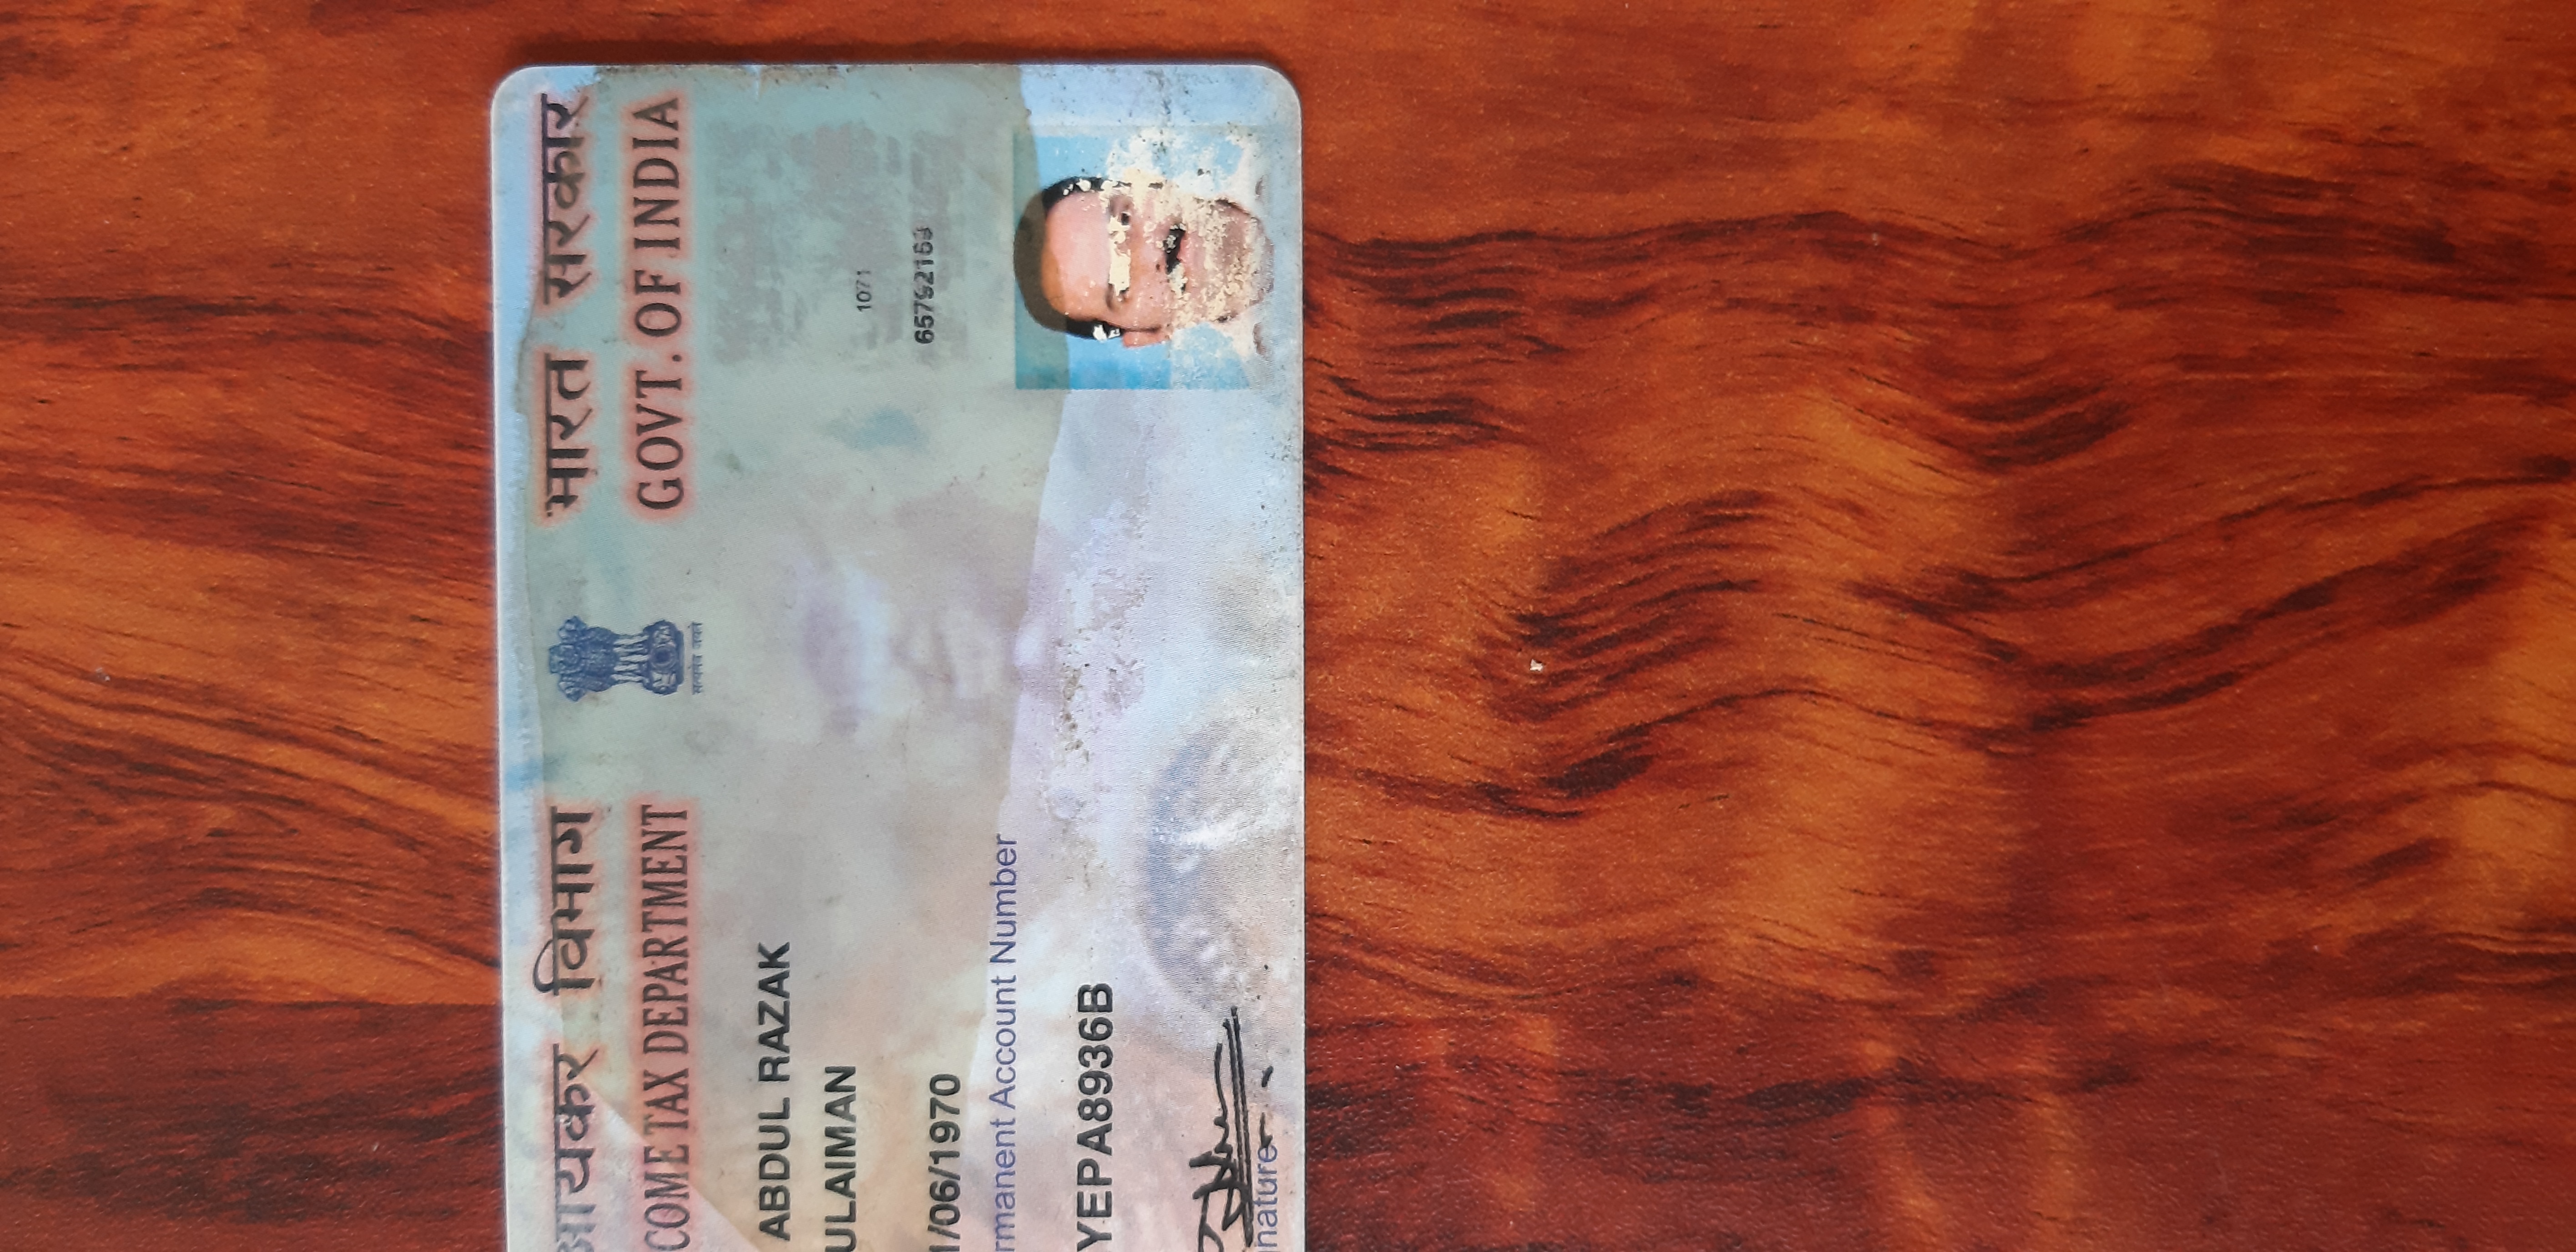 आयकर विभाग
भारत सरकार
COME TAX DEPARTMENT
GOVT. OF INDIA
सत्यमेव जयते
ABDUL RAZAK
ULAIMAN
1071
1/06/1970
rmanent Account Number
YEPA8936B
nature